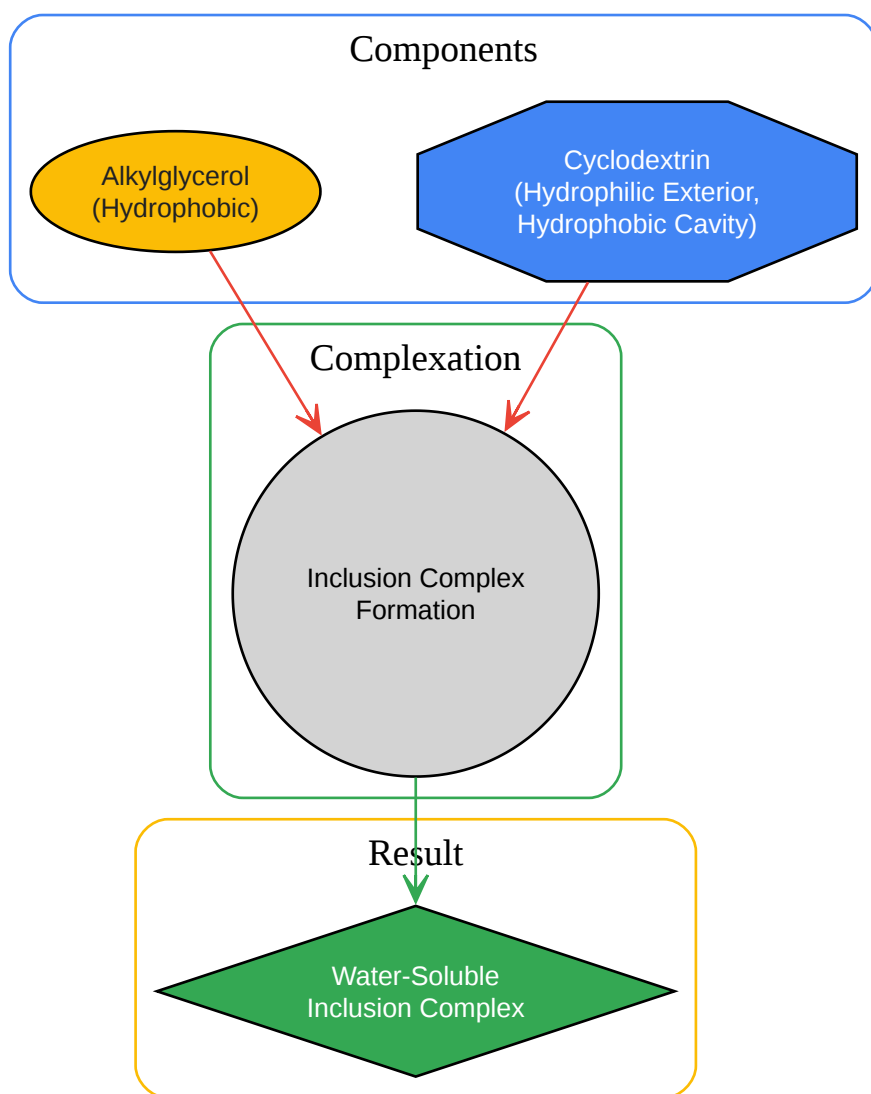 Components
Alkylglycerol
(Hydrophobic)
Cyclodextrin
(Hydrophilic Exterior,
Hydrophobic Cavity)
Complexation
Inclusion Complex
Formation
Result
Water-Soluble
Inclusion Complex